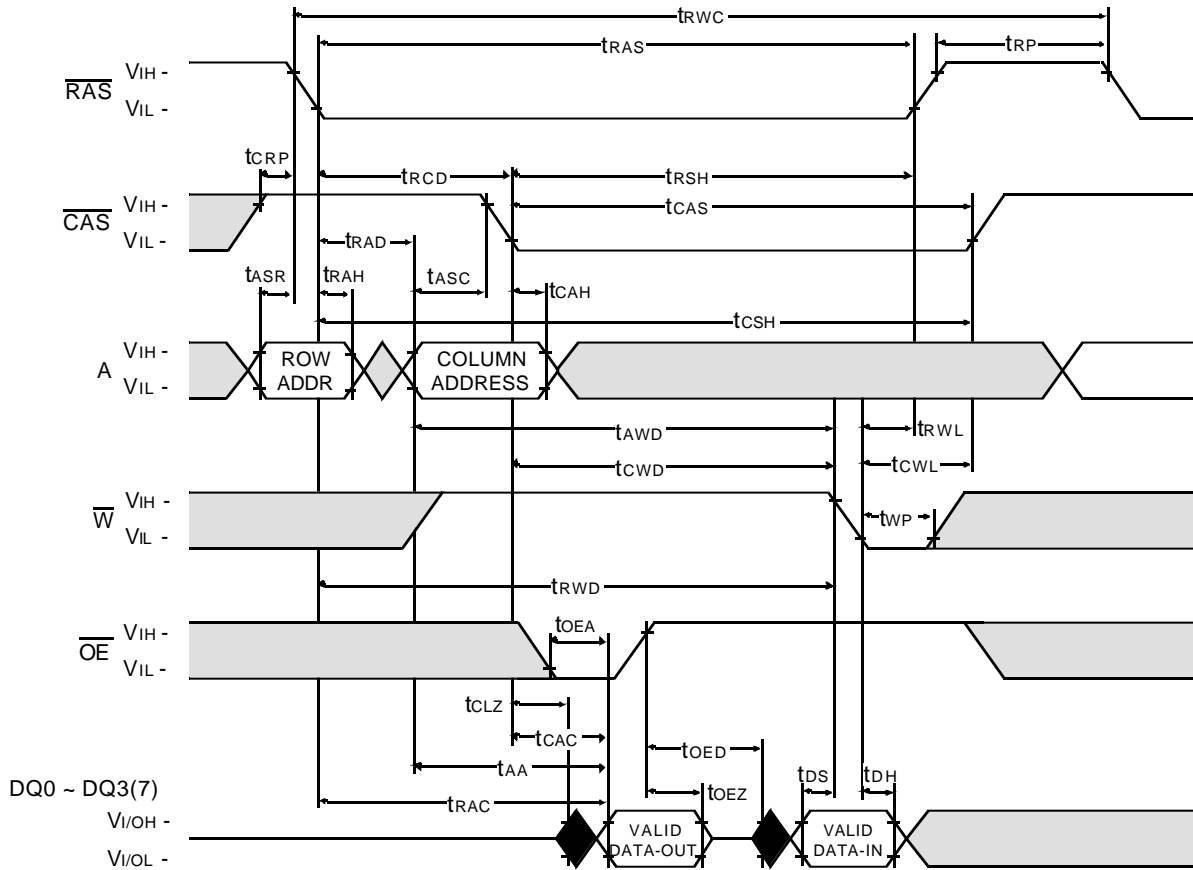 tRWC
tRAS tRP
RAS VIH -
VIL -
tCRP tRCD tRSH
CAS VIH -
VIL -
tCAS
tRAD
tASR tRAH tASC tCAH
tCSH
A VIH -
VIL -
ROW
ADDR
COLUMN
ADDRESS
tAWD tRWL
tCWD tCWL
W VIH -
VIL -
tWP
tRWD
OE VIH -
VIL -
tOEA
tCLZ
tCAC
tOED
tAA
tDS tDH
tOEZ
tRAC
DQ0 ~ DQ3(7)
VI/OH -
VI/OL -
VALID
DATA-OUT
VALID
DATA-IN